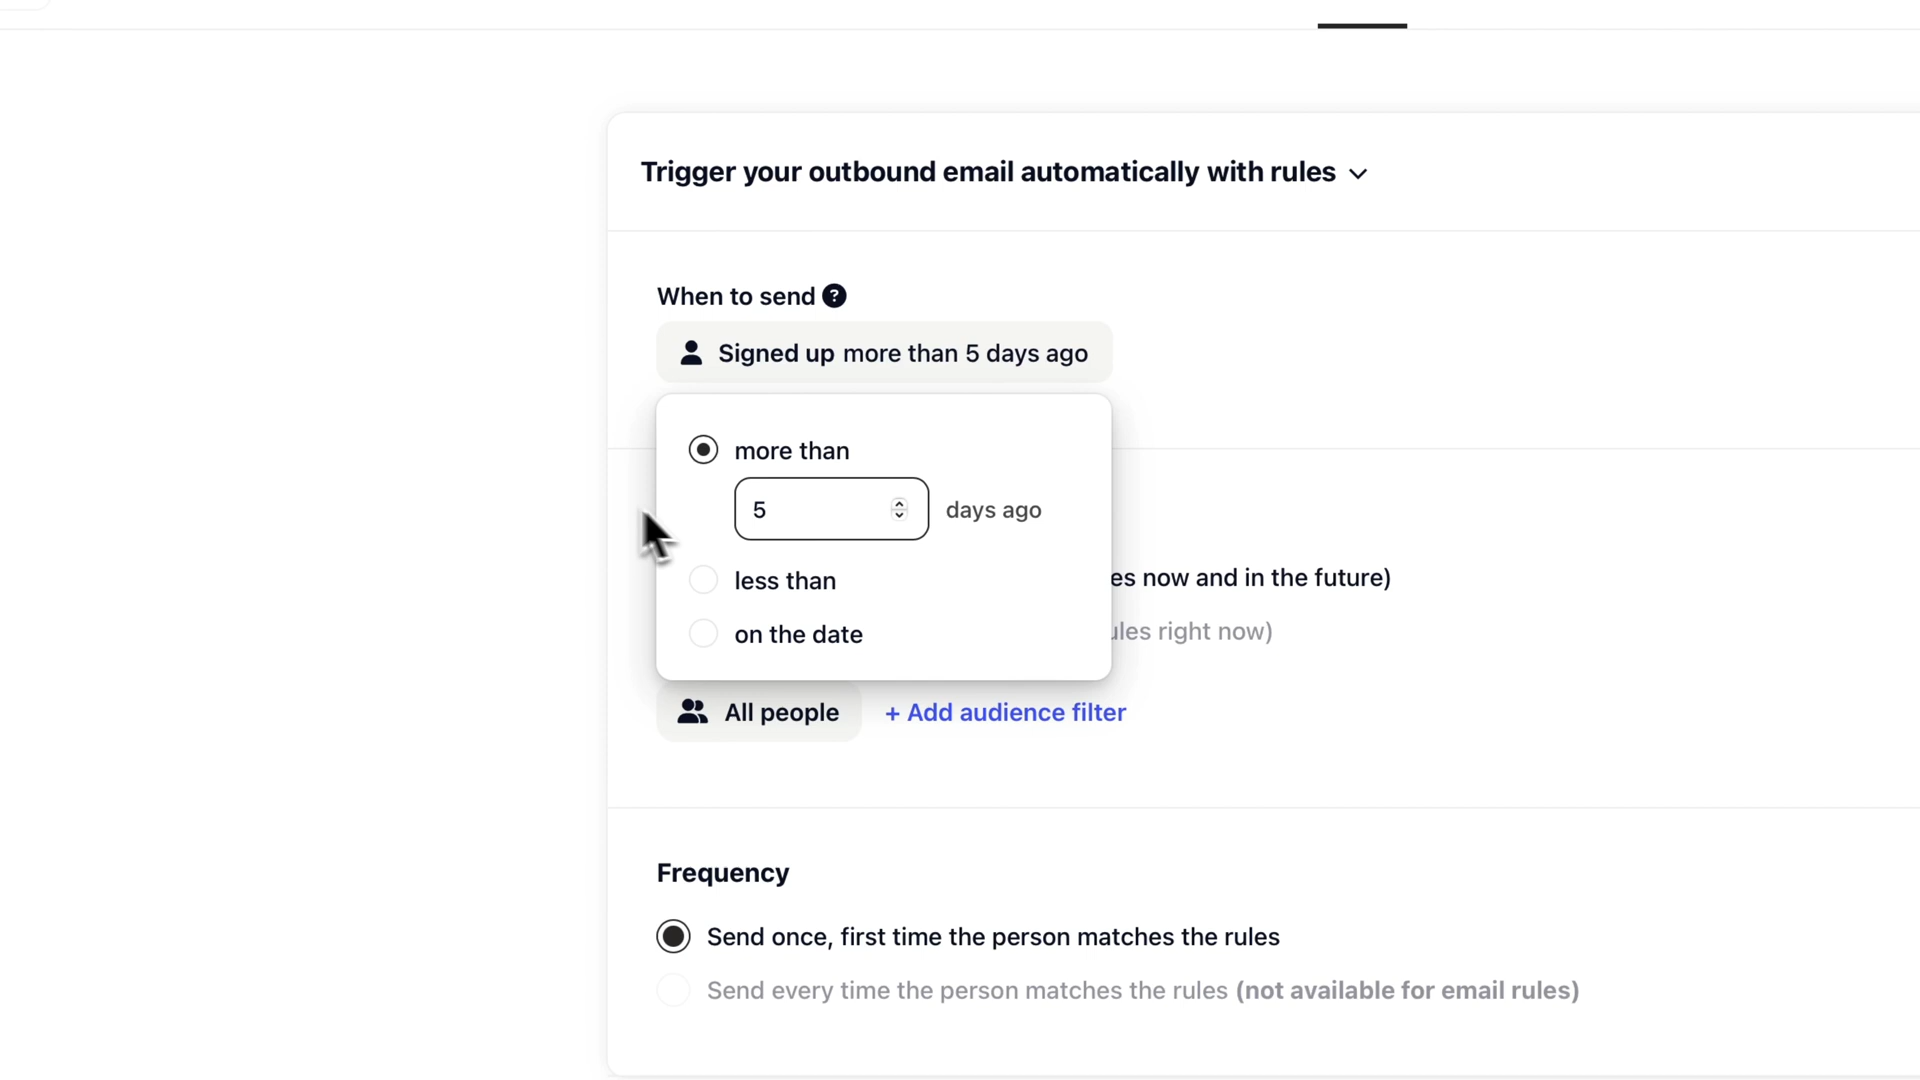 Trigger your outbound email automatically with rules
When to send ?
Signed up more than 5 days ago
more than
5 days ago
less than
es now and in the future)
on the date
ules right now)
All people + Add audience filter
Frequency
Send once, first time the person matches the rules
Send every time the person matches the rules (not available for email rules)